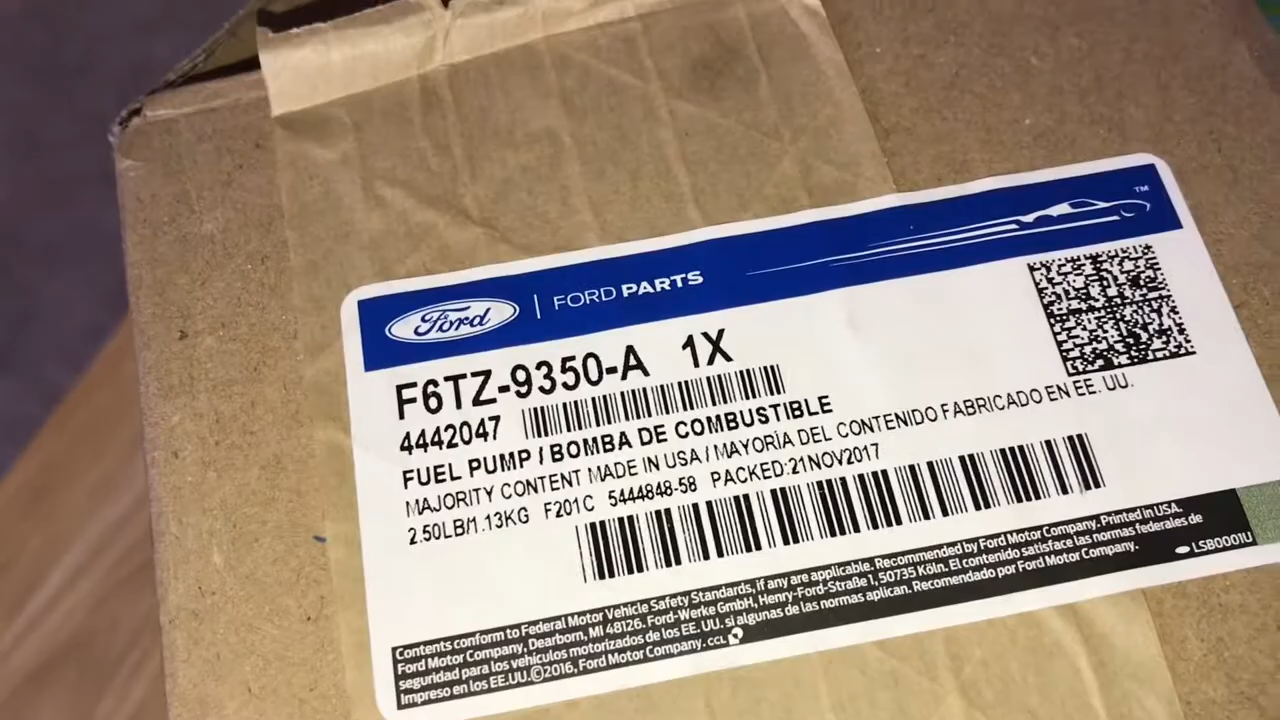 Ford | FORD PARTS ™
F6TZ-9350-A 1X
4442047
FUEL PUMP / BOMBA DE COMBUSTIBLE
MAJORITY CONTENT MADE IN USA / MAYORÍA DEL CONTENIDO FABRICADO EN EE. UU.
2.50LB/1.13KG F201C 5444848-58 PACKED:21NOV2017
Contents conform to Federal Motor Vehicle Safety Standards, if any are applicable. Recommended by Ford Motor Company. Printed in USA.
Ford Motor Company, Dearborn, MI 48126. Ford-Werke GmbH, Henry-Ford-Straße 1, 50735 Köln. El contenido satisface las normas federales de
seguridad para los vehículos motorizados de los EE. UU. si algunas de las normas aplican. Recomendado por Ford Motor Company.
Impreso en los EE.UU.©2016, Ford Motor Company. CCL
LSB0001U